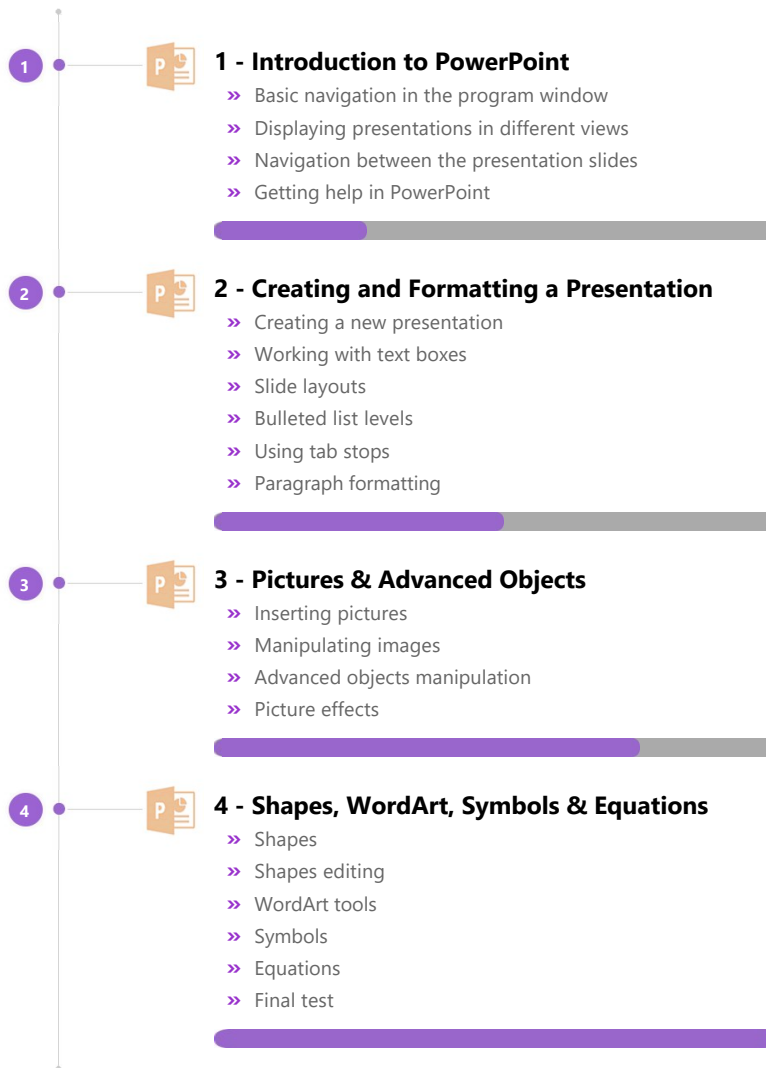 1
P
1 - Introduction to PowerPoint
» Basic navigation in the program window
» Displaying presentations in different views
» Navigation between the presentation slides
» Getting help in PowerPoint
2
P
2 - Creating and Formatting a Presentation
» Creating a new presentation
» Working with text boxes
» Slide layouts
» Bulleted list levels
» Using tab stops
» Paragraph formatting
3
P
3 - Pictures & Advanced Objects
» Inserting pictures
» Manipulating images
» Advanced objects manipulation
» Picture effects
4
P
4 - Shapes, WordArt, Symbols & Equations
» Shapes
» Shapes editing
» WordArt tools
» Symbols
» Equations
» Final test